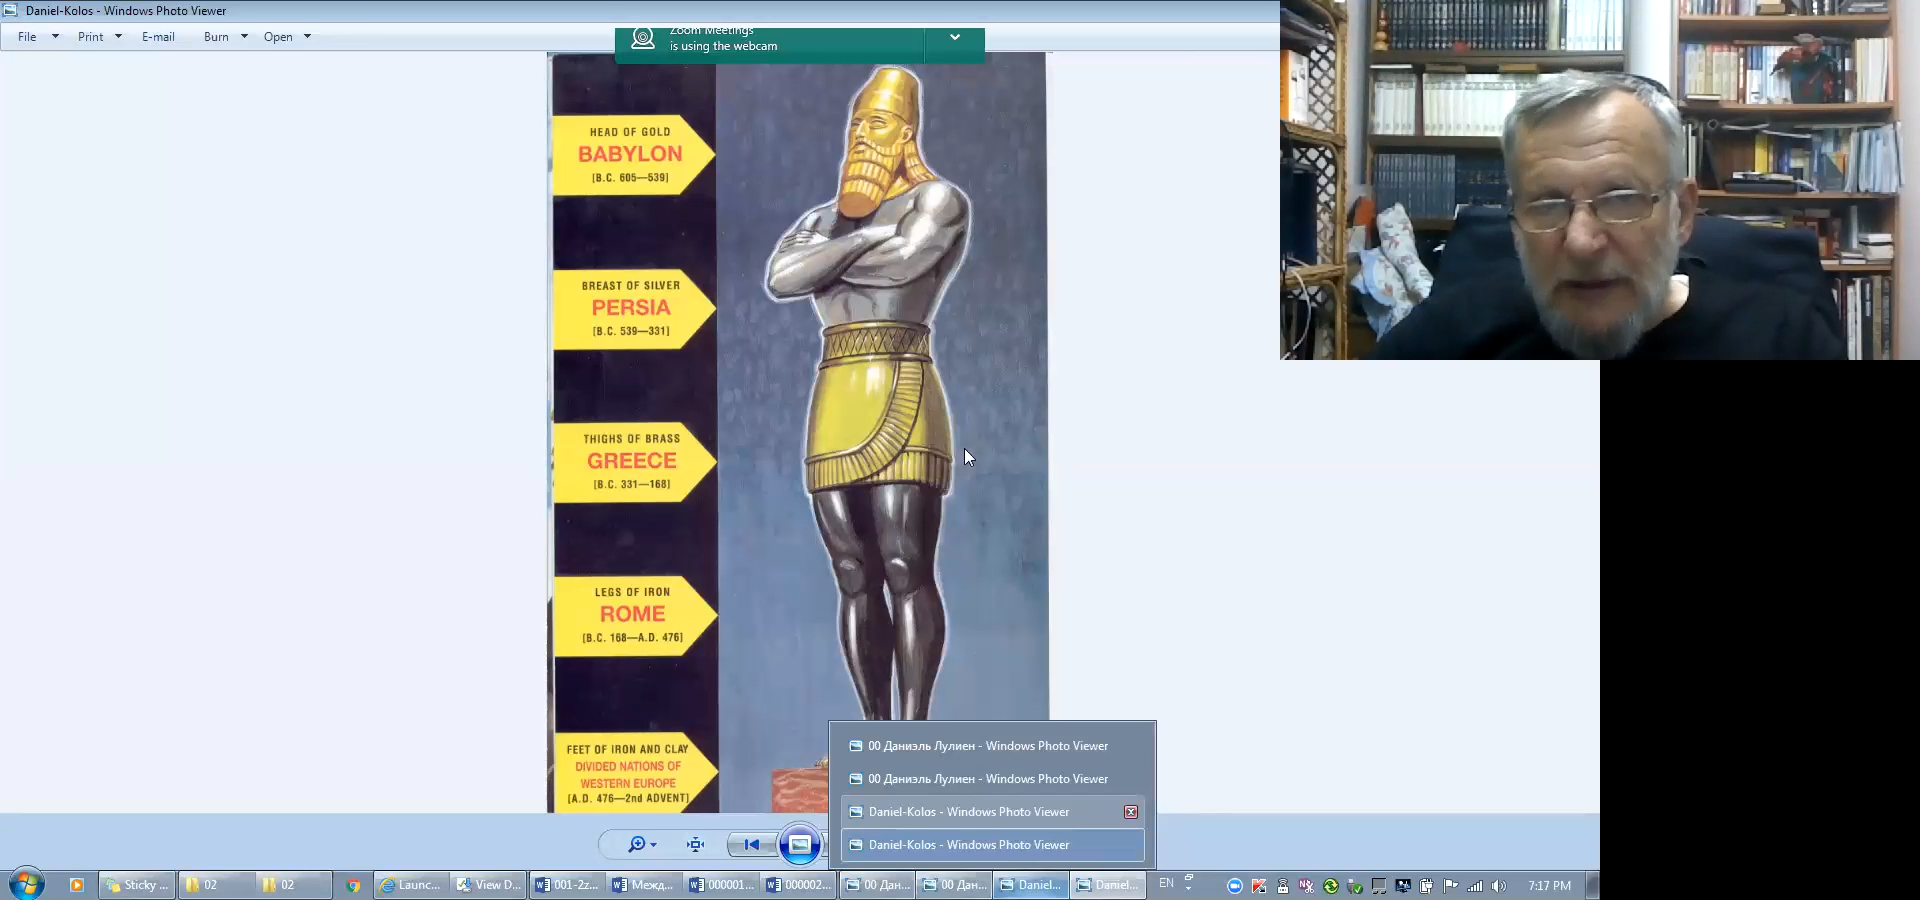 Daniel-Kolos - Windows Photo Viewer
File Print E-mail Burn Open
Zoom Meetings
is using the webcam
HEAD OF GOLD
BABYLON
[B.C. 605—539]
BREAST OF SILVER
PERSIA
[B.C. 539—331]
THIGHS OF BRASS
GREECE
[B.C. 331—168]
LEGS OF IRON
ROME
[B.C. 168—A.D. 476]
FEET OF IRON AND CLAY
DIVIDED NATIONS OF
WESTERN EUROPE
[A.D. 476—2nd ADVENT]
00 Даниэль Лулиен - Windows Photo Viewer
00 Даниэль Лулиен - Windows Photo Viewer
Daniel-Kolos - Windows Photo Viewer
Daniel-Kolos - Windows Photo Viewer
Sticky ... 02 02 Launc... View D... 001-2z... Межд... 000001... 000002... 00 Дан... 00 Дан... Daniel... Daniel... EN 7:17 PM